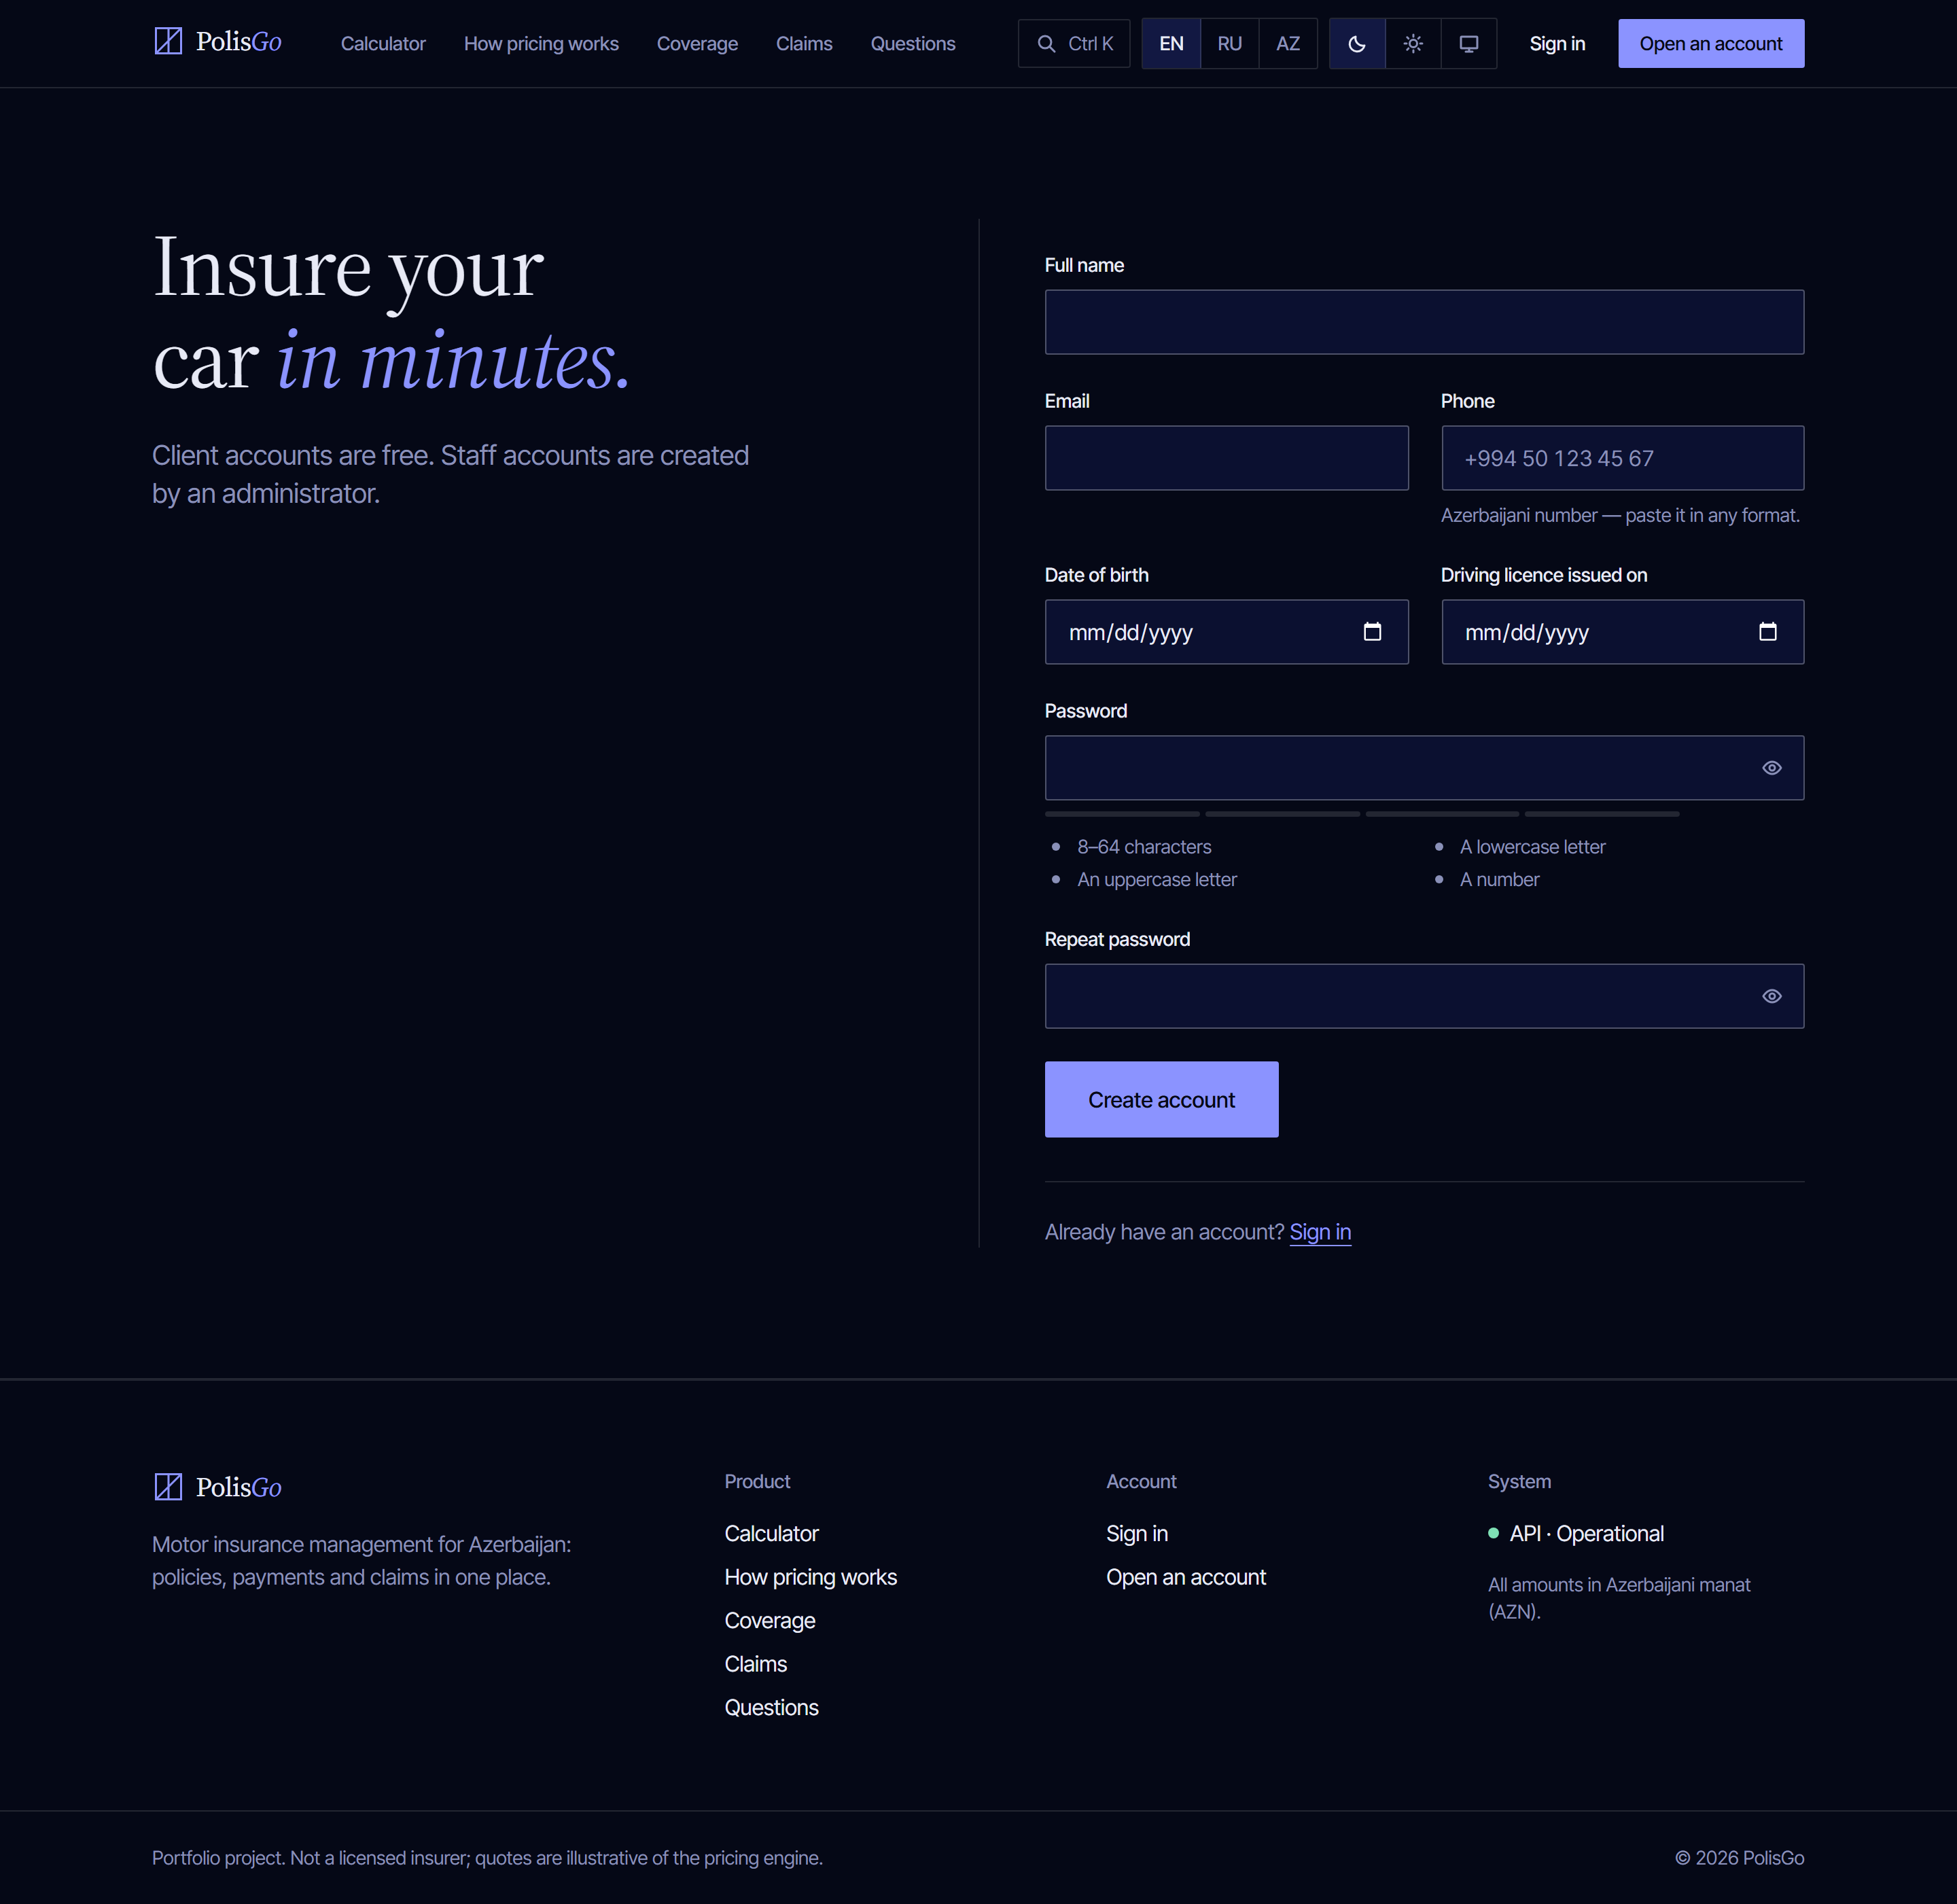 PolisGo
Calculator
How pricing works
Coverage
Claims
Questions
Ctrl K
EN
RU
AZ
Sign in
Open an account
Insure your
car in minutes.
Client accounts are free. Staff accounts are created
by an administrator.
Full name
Email
Phone
+994 50 123 45 67
Azerbaijani number — paste it in any format.
Date of birth
Driving licence issued on
mm/dd/yyyy
mm/dd/yyyy
Password
8–64 characters
A lowercase letter
An uppercase letter
A number
Repeat password
Create account
Already have an account? Sign in
PolisGo
Motor insurance management for Azerbaijan:
policies, payments and claims in one place.
Product
Calculator
How pricing works
Coverage
Claims
Questions
Account
Sign in
Open an account
System
API · Operational
All amounts in Azerbaijani manat
(AZN).
Portfolio project. Not a licensed insurer; quotes are illustrative of the pricing engine.
© 2026 PolisGo